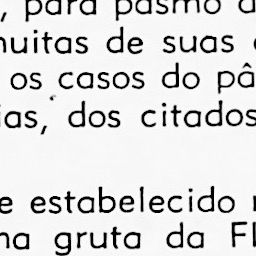 , para pasmo d
nuitas de suas
os casos do pâ
ias, dos citados
e estabelecido
na gruta da Fl